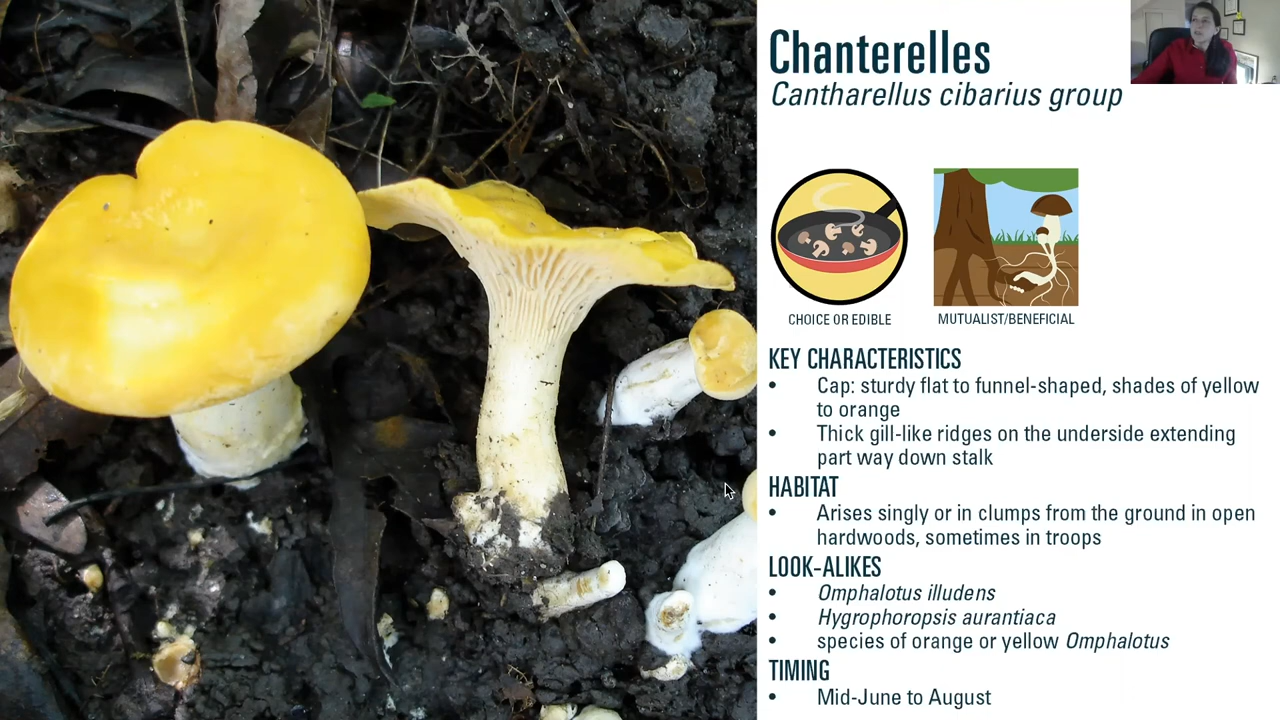 Chanterelles
Cantharellus cibarius group
CHOICE OR EDIBLE
MUTUALIST/BENEFICIAL
KEY CHARACTERISTICS
• Cap: sturdy flat to funnel-shaped, shades of yellow
to orange
• Thick gill-like ridges on the underside extending
part way down stalk
HABITAT
• Arises singly or in clumps from the ground in open
hardwoods, sometimes in troops
LOOK-ALIKES
• Omphalotus illudens
• Hygrophoropsis aurantiaca
• species of orange or yellow Omphalotus
TIMING
• Mid-June to August